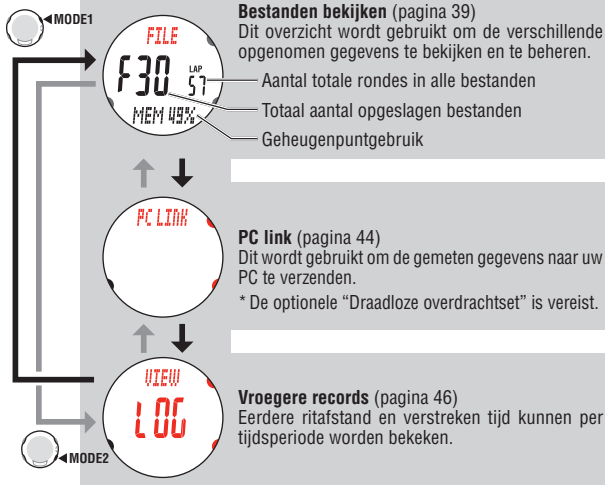 MODE1
FILE
F30 LAP 57
MEM 49%
Bestanden bekijken (pagina 39)
Dit overzicht wordt gebruikt om de verschillende
opgenomen gegevens te bekijken en te beheren.
Aantal totale rondes in alle bestanden
Totaal aantal opgeslagen bestanden
Geheugenpuntgebruik
PC LINK
PC link (pagina 44)
Dit wordt gebruikt om de gemeten gegevens naar uw
PC te verzenden.
* De optionele “Draadloze overdrachtset” is vereist.
VIEW
LOG
Vroegere records (pagina 46)
Eerdere ritafstand en verstreken tijd kunnen per
tijdsperiode worden bekeken.
MODE2